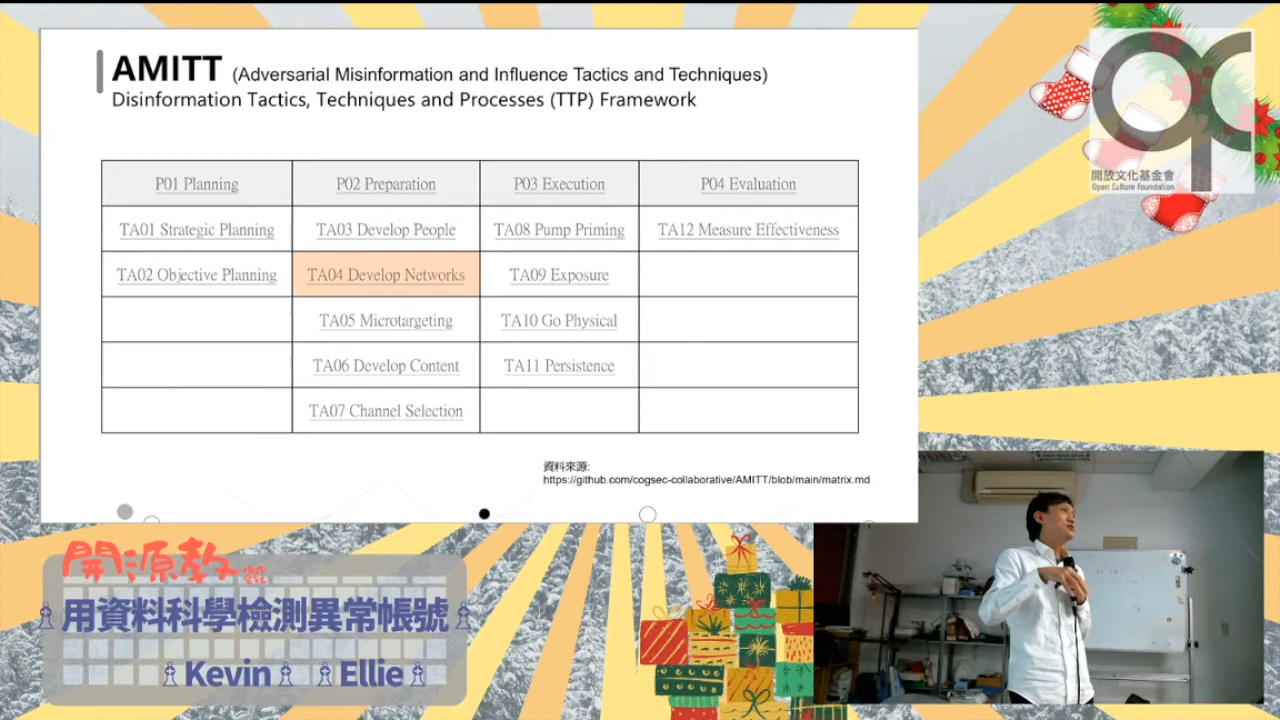 AMITT (Adversarial Misinformation and Influence Tactics and Techniques)
Disinformation Tactics, Techniques and Processes (TTP) Framework
P01 Planning P02 Preparation P03 Execution P04 Evaluation
TA01 Strategic Planning TA03 Develop People TA08 Pump Priming TA12 Measure Effectiveness
TA02 Objective Planning TA04 Develop Networks TA09 Exposure
TA05 Microtargeting TA10 Go Physical
TA06 Develop Content TA11 Persistence
TA07 Channel Selection
資料來源:
https://github.com/cogsec-collaborative/AMITT/blob/main/matrix.md
開放文化基金會
Open Culture Foundation
開源教
用資料科學檢測異常帳號
Kevin Ellie